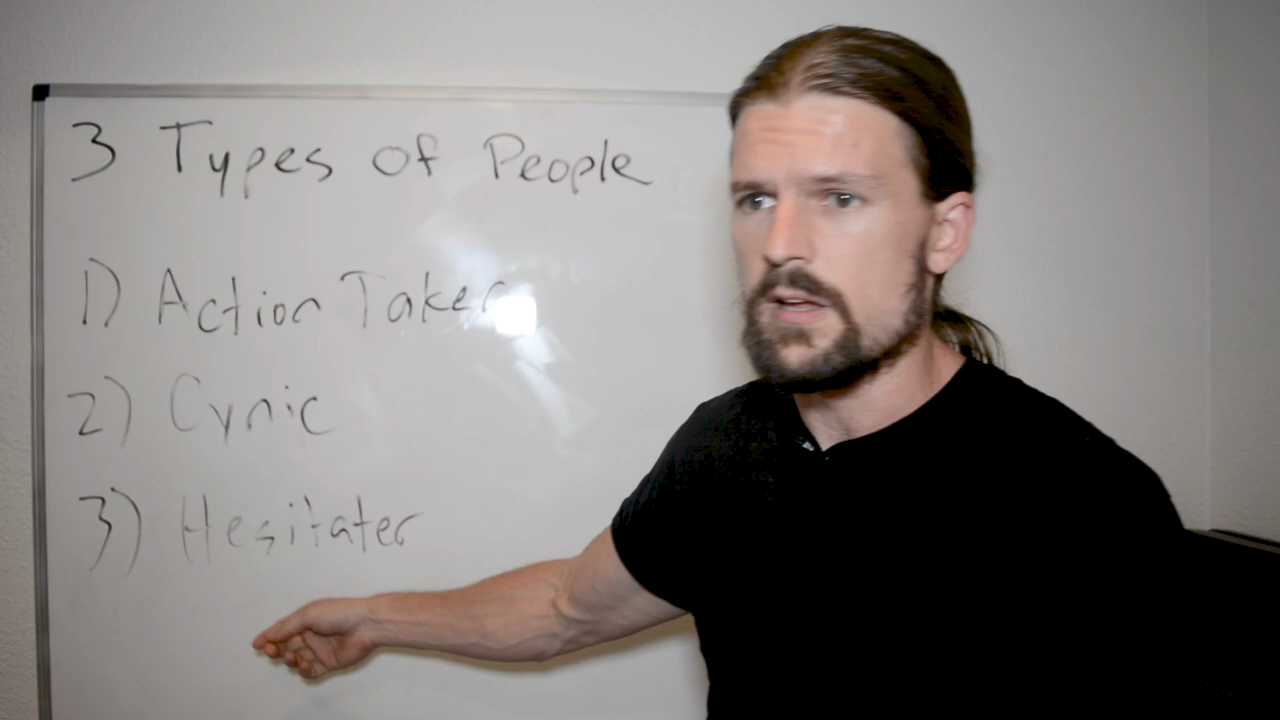 3 Types of People
1) Action Taker
2) Cynic
3) Hesitater